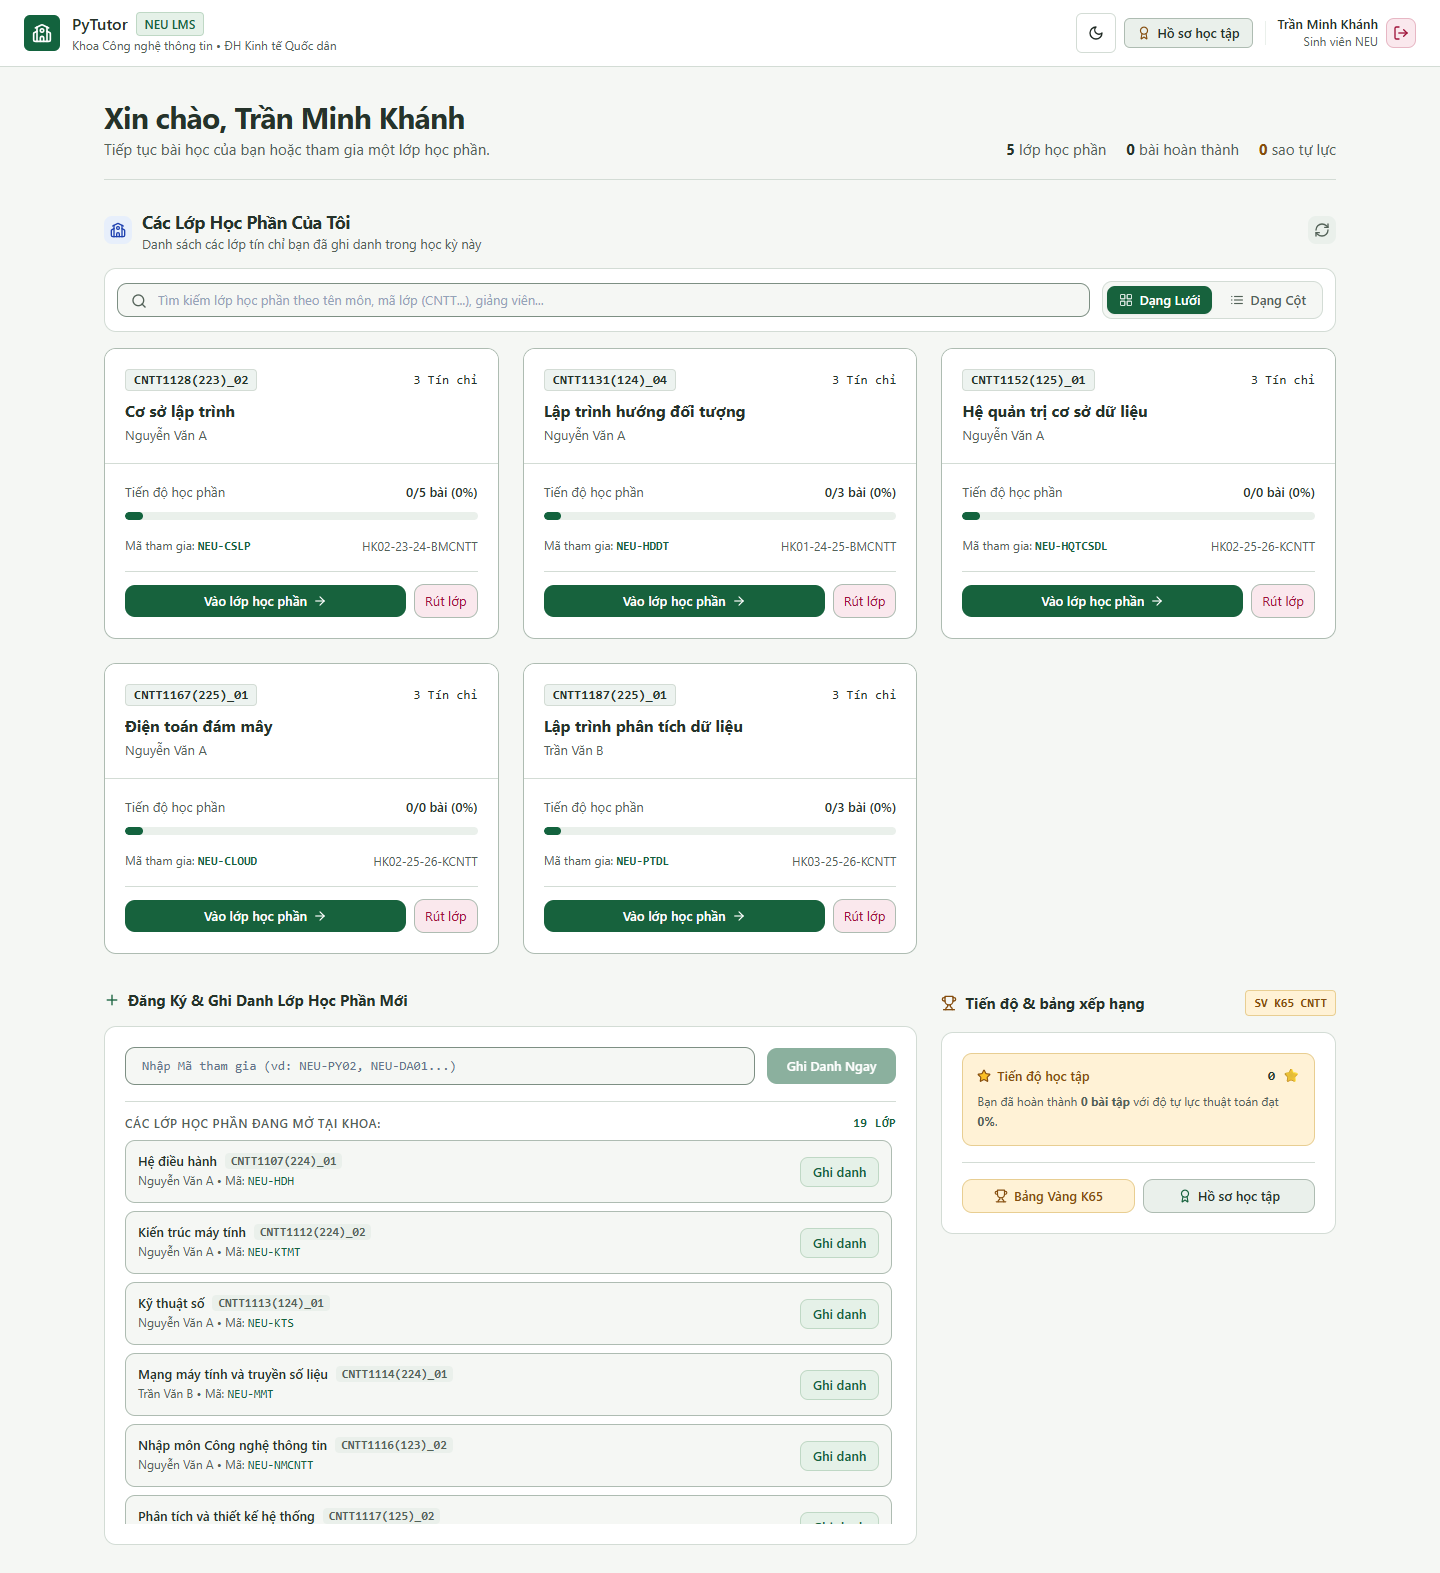 PyTutor NEU LMS
Khoa Công nghệ thông tin • ĐH Kinh tế Quốc dân
Hồ sơ học tập
Trần Minh Khánh
Sinh viên NEU
Xin chào, Trần Minh Khánh
Tiếp tục bài học của bạn hoặc tham gia một lớp học phần.
5 lớp học phần 0 bài hoàn thành 0 sao tự lực
Các Lớp Học Phần Của Tôi
Danh sách các lớp tín chỉ bạn đã ghi danh trong học kỳ này
Tìm kiếm lớp học phần theo tên môn, mã lớp (CNTT...), giảng viên...
Dạng Lưới Dạng Cột
CNTT1128(223)_02 3 Tín chỉ
Cơ sở lập trình
Nguyễn Văn A
Tiến độ học phần 0/5 bài (0%)
Mã tham gia: NEU-CSLP HK02-23-24-BMCNTT
Vào lớp học phần → Rút lớp
CNTT1131(124)_04 3 Tín chỉ
Lập trình hướng đối tượng
Nguyễn Văn A
Tiến độ học phần 0/3 bài (0%)
Mã tham gia: NEU-HDDT HK01-24-25-BMCNTT
Vào lớp học phần → Rút lớp
CNTT1152(125)_01 3 Tín chỉ
Hệ quản trị cơ sở dữ liệu
Nguyễn Văn A
Tiến độ học phần 0/0 bài (0%)
Mã tham gia: NEU-HQTCSDL HK02-25-26-KCNTT
Vào lớp học phần → Rút lớp
CNTT1167(225)_01 3 Tín chỉ
Điện toán đám mây
Nguyễn Văn A
Tiến độ học phần 0/0 bài (0%)
Mã tham gia: NEU-CLOUD HK02-25-26-KCNTT
Vào lớp học phần → Rút lớp
CNTT1187(225)_01 3 Tín chỉ
Lập trình phân tích dữ liệu
Trần Văn B
Tiến độ học phần 0/3 bài (0%)
Mã tham gia: NEU-PTDL HK03-25-26-KCNTT
Vào lớp học phần → Rút lớp
Đăng Ký & Ghi Danh Lớp Học Phần Mới
Nhập Mã tham gia (vd: NEU-PY02, NEU-DA01...) Ghi Danh Ngay
CÁC LỚP HỌC PHẦN ĐANG MỞ TẠI KHOA: 19 LỚP
Hệ điều hành CNTT1107(224)_01
Nguyễn Văn A • Mã: NEU-HDH
Ghi danh
Kiến trúc máy tính CNTT1112(224)_02
Nguyễn Văn A • Mã: NEU-KTMT
Ghi danh
Kỹ thuật số CNTT1113(124)_01
Nguyễn Văn A • Mã: NEU-KTS
Ghi danh
Mạng máy tính và truyền số liệu CNTT1114(224)_01
Trần Văn B • Mã: NEU-MMT
Ghi danh
Nhập môn Công nghệ thông tin CNTT1116(123)_02
Nguyễn Văn A • Mã: NEU-NMCNTT
Ghi danh
Phân tích và thiết kế hệ thống CNTT1117(125)_02
Tiến độ & bảng xếp hạng SV K65 CNTT
Tiến độ học tập 0
Bạn đã hoàn thành 0 bài tập với độ tự lực thuật toán đạt
0%.
Bảng Vàng K65 Hồ sơ học tập